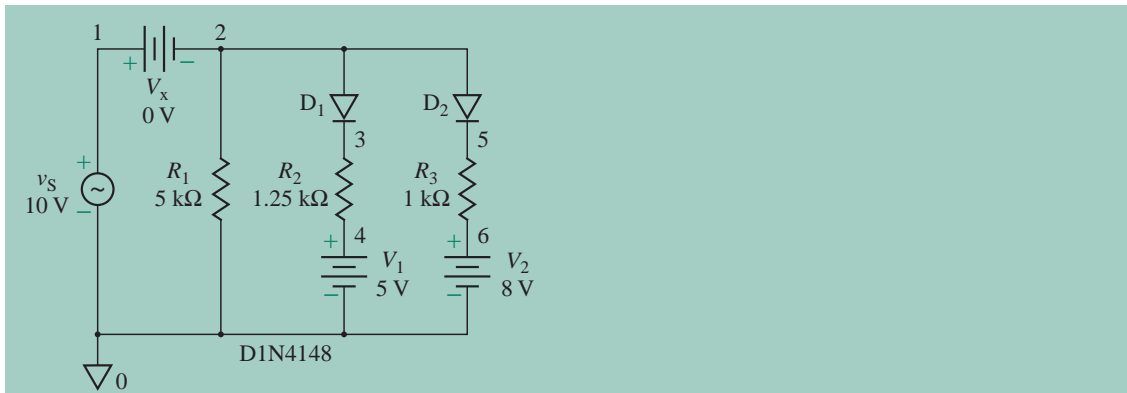 1
2
+
−
Vx
0 V
D1
D2
3
5
+
vS
10 V
−
R1
5 kΩ
R2
1.25 kΩ
R3
1 kΩ
+
4
V1
5 V
−
+
6
V2
8 V
−
D1N4148
0